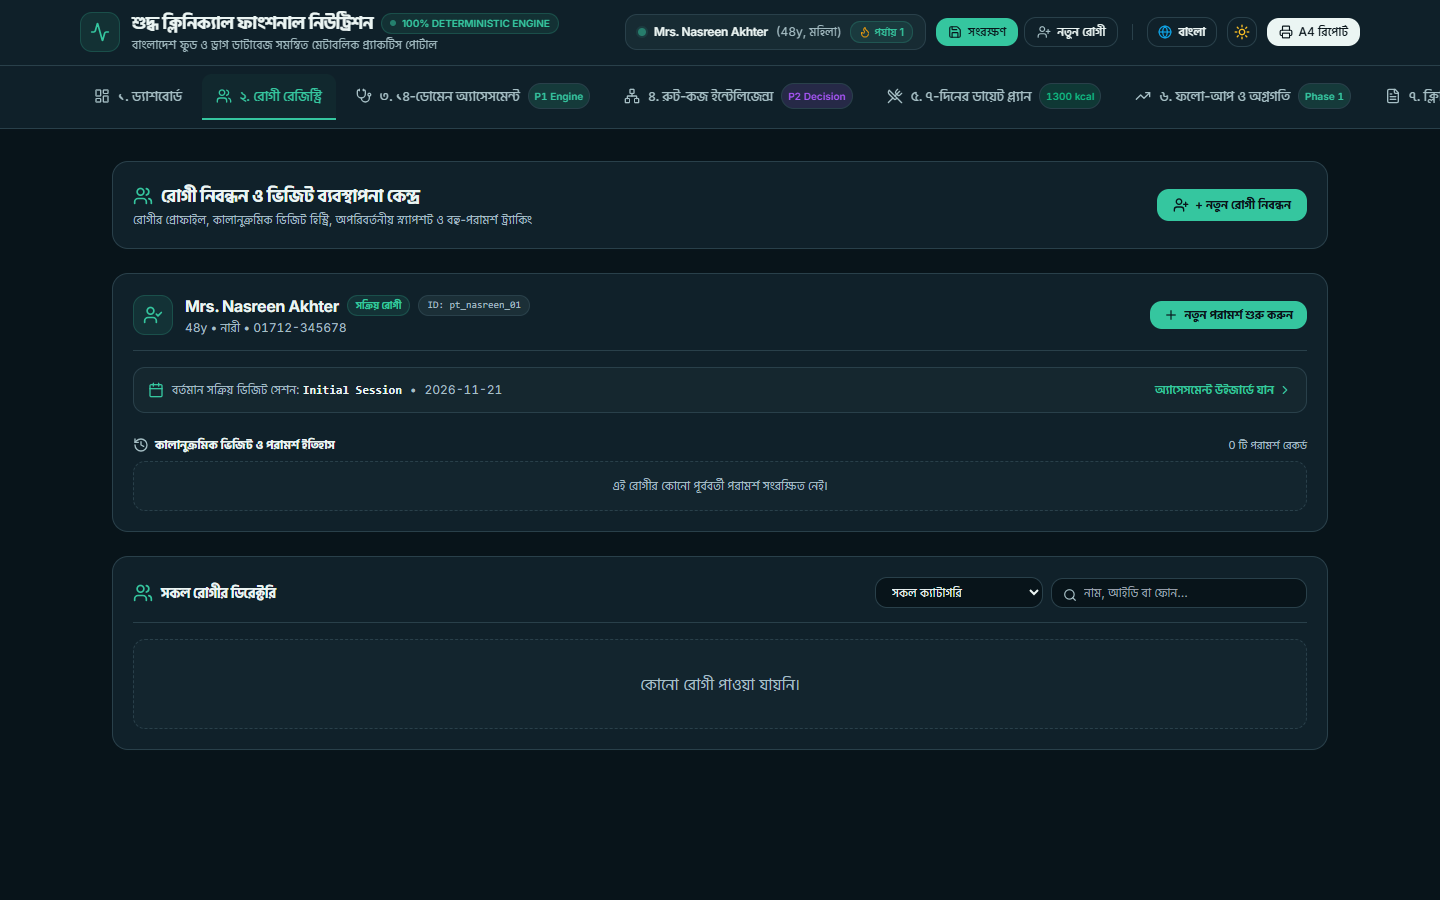 শুদ্ধ ক্লিনিক্যাল ফাংশনাল নিউট্রিশন
100% DETERMINISTIC ENGINE
বাংলাদেশ ফুড ও ড্রাগ ডাটাবেজ সমন্বিত মেটাবলিক প্র্যাকটিস পোর্টাল
Mrs. Nasreen Akhter (48y, মহিলা) পর্যায় 1
সংরক্ষণ
নতুন রোগী
বাংলা
A4 রিপোর্ট
১. ড্যাশবোর্ড
২. রোগী রেজিস্ট্রি
৩. ১৪-ডোমেন অ্যাসেসমেন্ট P1 Engine
৪. রুট-কজ ইন্টেলিজেন্স P2 Decision
৫. ৭-দিনের ডায়েট প্ল্যান 1300 kcal
৬. ফলো-আপ ও অগ্রগতি Phase 1
৭. ক্লি
রোগী নিবন্ধন ও ভিজিট ব্যবস্থাপনা কেন্দ্র
রোগীর প্রোফাইল, কালানুক্রমিক ভিজিট হিস্ট্রি, অপরিবর্তনীয় স্ন্যাপশট ও বহু-পরামর্শ ট্র্যাকিং
+ নতুন রোগী নিবন্ধন
Mrs. Nasreen Akhter সক্রিয় রোগী ID: pt_nasreen_01
48y • নারী • 01712-345678
নতুন পরামর্শ শুরু করুন
বর্তমান সক্রিয় ভিজিট সেশন: Initial Session • 2026-11-21
অ্যাসেসমেন্ট উইজার্ডে যান
কালানুক্রমিক ভিজিট ও পরামর্শ ইতিহাস
0 টি পরামর্শ রেকর্ড
এই রোগীর কোনো পূর্ববর্তী পরামর্শ সংরক্ষিত নেই।
সকল রোগীর ডিরেক্টরি
সকল ক্যাটাগরি
নাম, আইডি বা ফোন...
কোনো রোগী পাওয়া যায়নি।